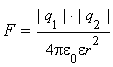 F = | q₁ | · | q₂ | / 4πε₀εr²